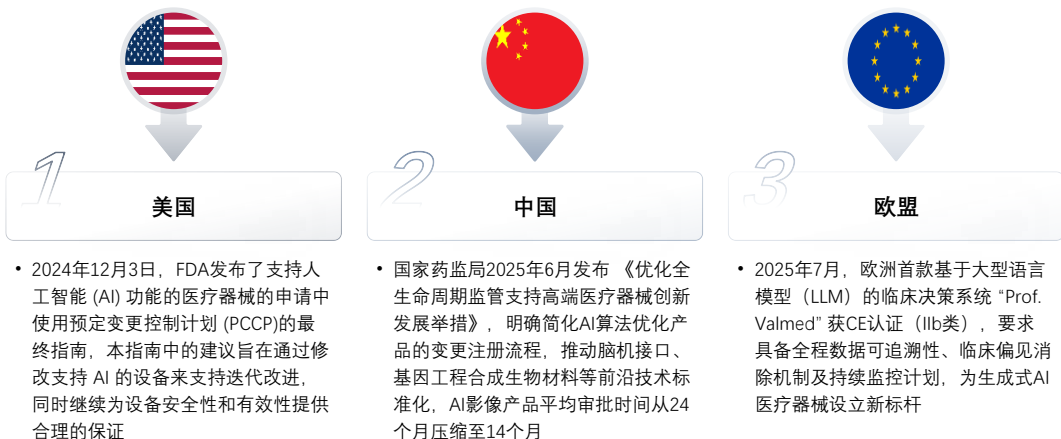 1
美国
• 2024年12月3日，FDA发布了支持人
工智能 (AI) 功能的医疗器械的申请中
使用预定变更控制计划 (PCCP)的最
终指南，本指南中的建议旨在通过修
改支持 AI 的设备来支持迭代改进，
同时继续为设备安全性和有效性提供
合理的保证
2
中国
• 国家药监局2025年6月发布 《优化全
生命周期监管支持高端医疗器械创新
发展举措》，明确简化AI算法优化产
品的变更注册流程，推动脑机接口、
基因工程合成生物材料等前沿技术标
准化，AI影像产品平均审批时间从24
个月压缩至14个月
3
欧盟
• 2025年7月，欧洲首款基于大型语言
模型（LLM）的临床决策系统 “Prof.
Valmed” 获CE认证（IIb类），要求
具备全程数据可追溯性、临床偏见消
除机制及持续监控计划，为生成式AI
医疗器械设立新标杆